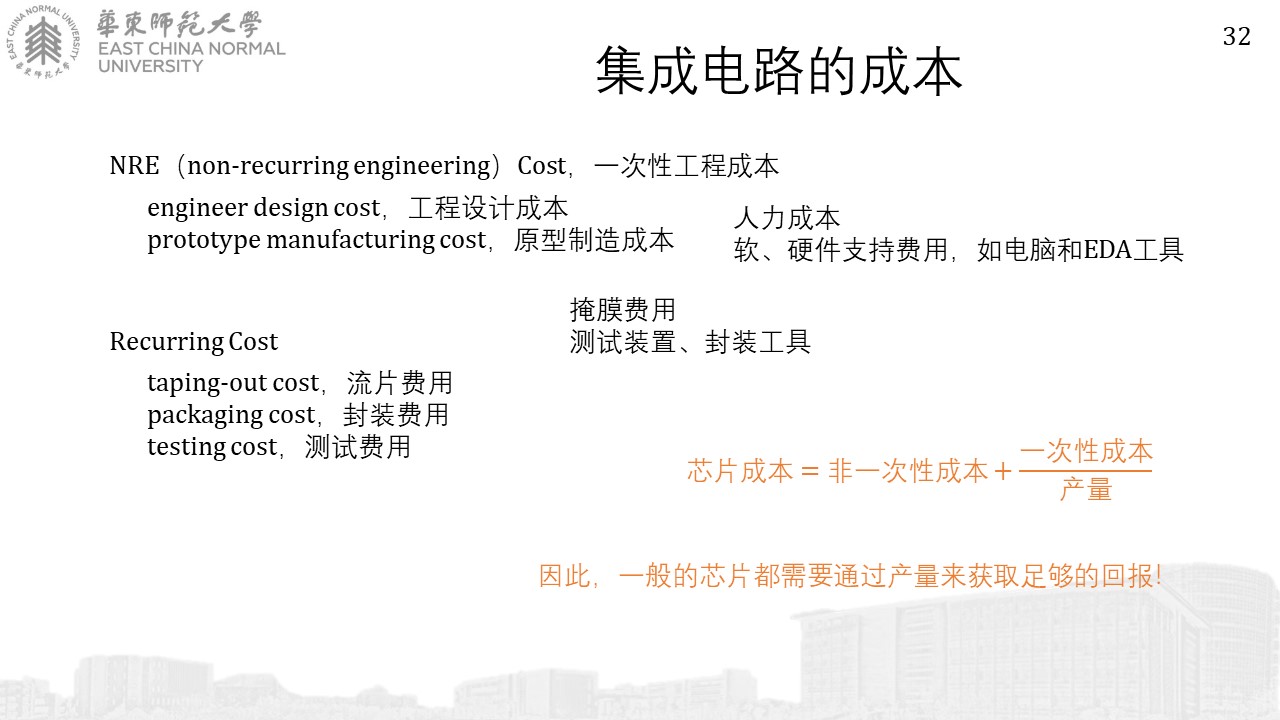 EAST CHINA NORMAL UNIVERSITY
華東師範大學
華東師範大學
EAST CHINA NORMAL
UNIVERSITY
32
集成电路的成本
NRE（non-recurring engineering）Cost，一次性工程成本
engineer design cost，工程设计成本
prototype manufacturing cost，原型制造成本
人力成本
软、硬件支持费用，如电脑和EDA工具
掩膜费用
测试装置、封装工具
Recurring Cost
taping-out cost，流片费用
packaging cost，封装费用
testing cost，测试费用
芯片成本 = 非一次性成本 + 一次性成本
产量
因此，一般的芯片都需要通过产量来获取足够的回报!